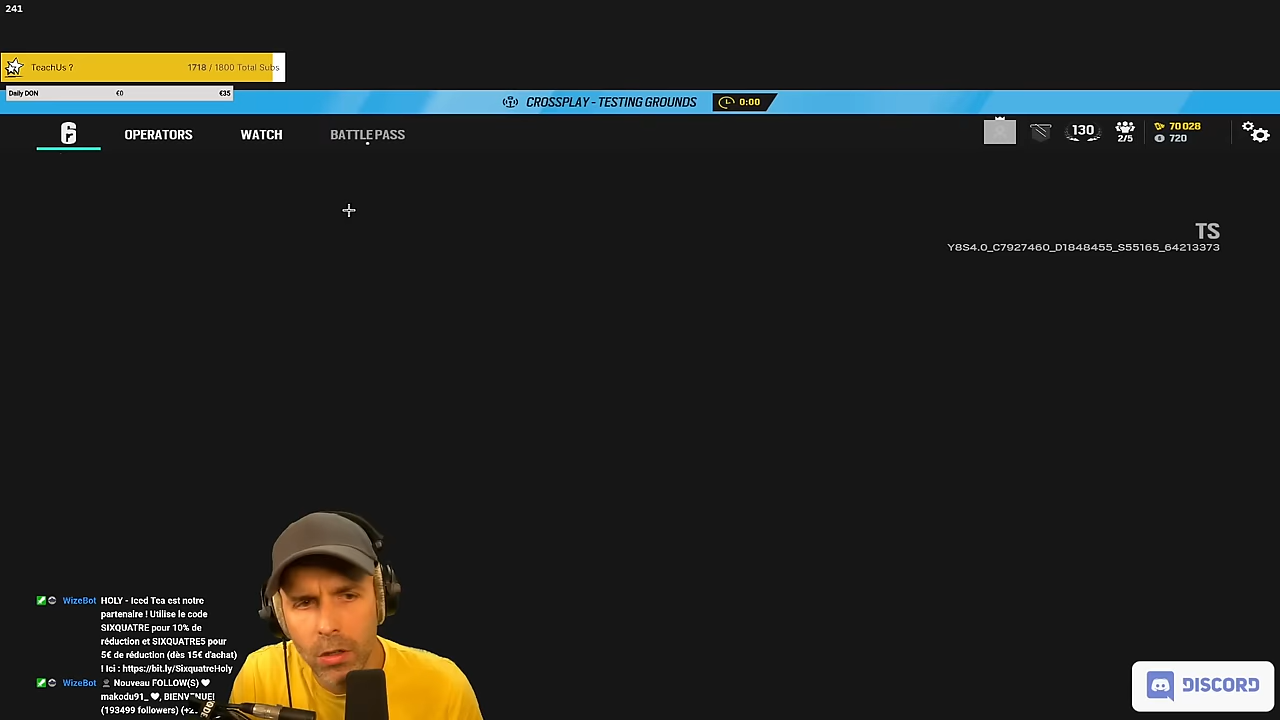 241
TeachUs ? 1718 / 1800 Total Subs
Daily DON €0 €35
CROSSPLAY - TESTING GROUNDS 0:00
OPERATORS WATCH BATTLE PASS 130 2/5 70 028 720
TS
Y8S4.0_C7927460_D1848455_S55165_64213373
WizeBot HOLY - Iced Tea est notre
partenaire ! Utilise le code
SIXQUATRE pour 10% de
réduction et SIXQUATRE5 pour
5€ de réduction (dès 15€ d'achat)
! Ici : https://bit.ly/SixquatreHoly
WizeBot Nouveau FOLLOW(S)
makodu91_ , BIENVENUE!
(193499 followers)
DISCORD